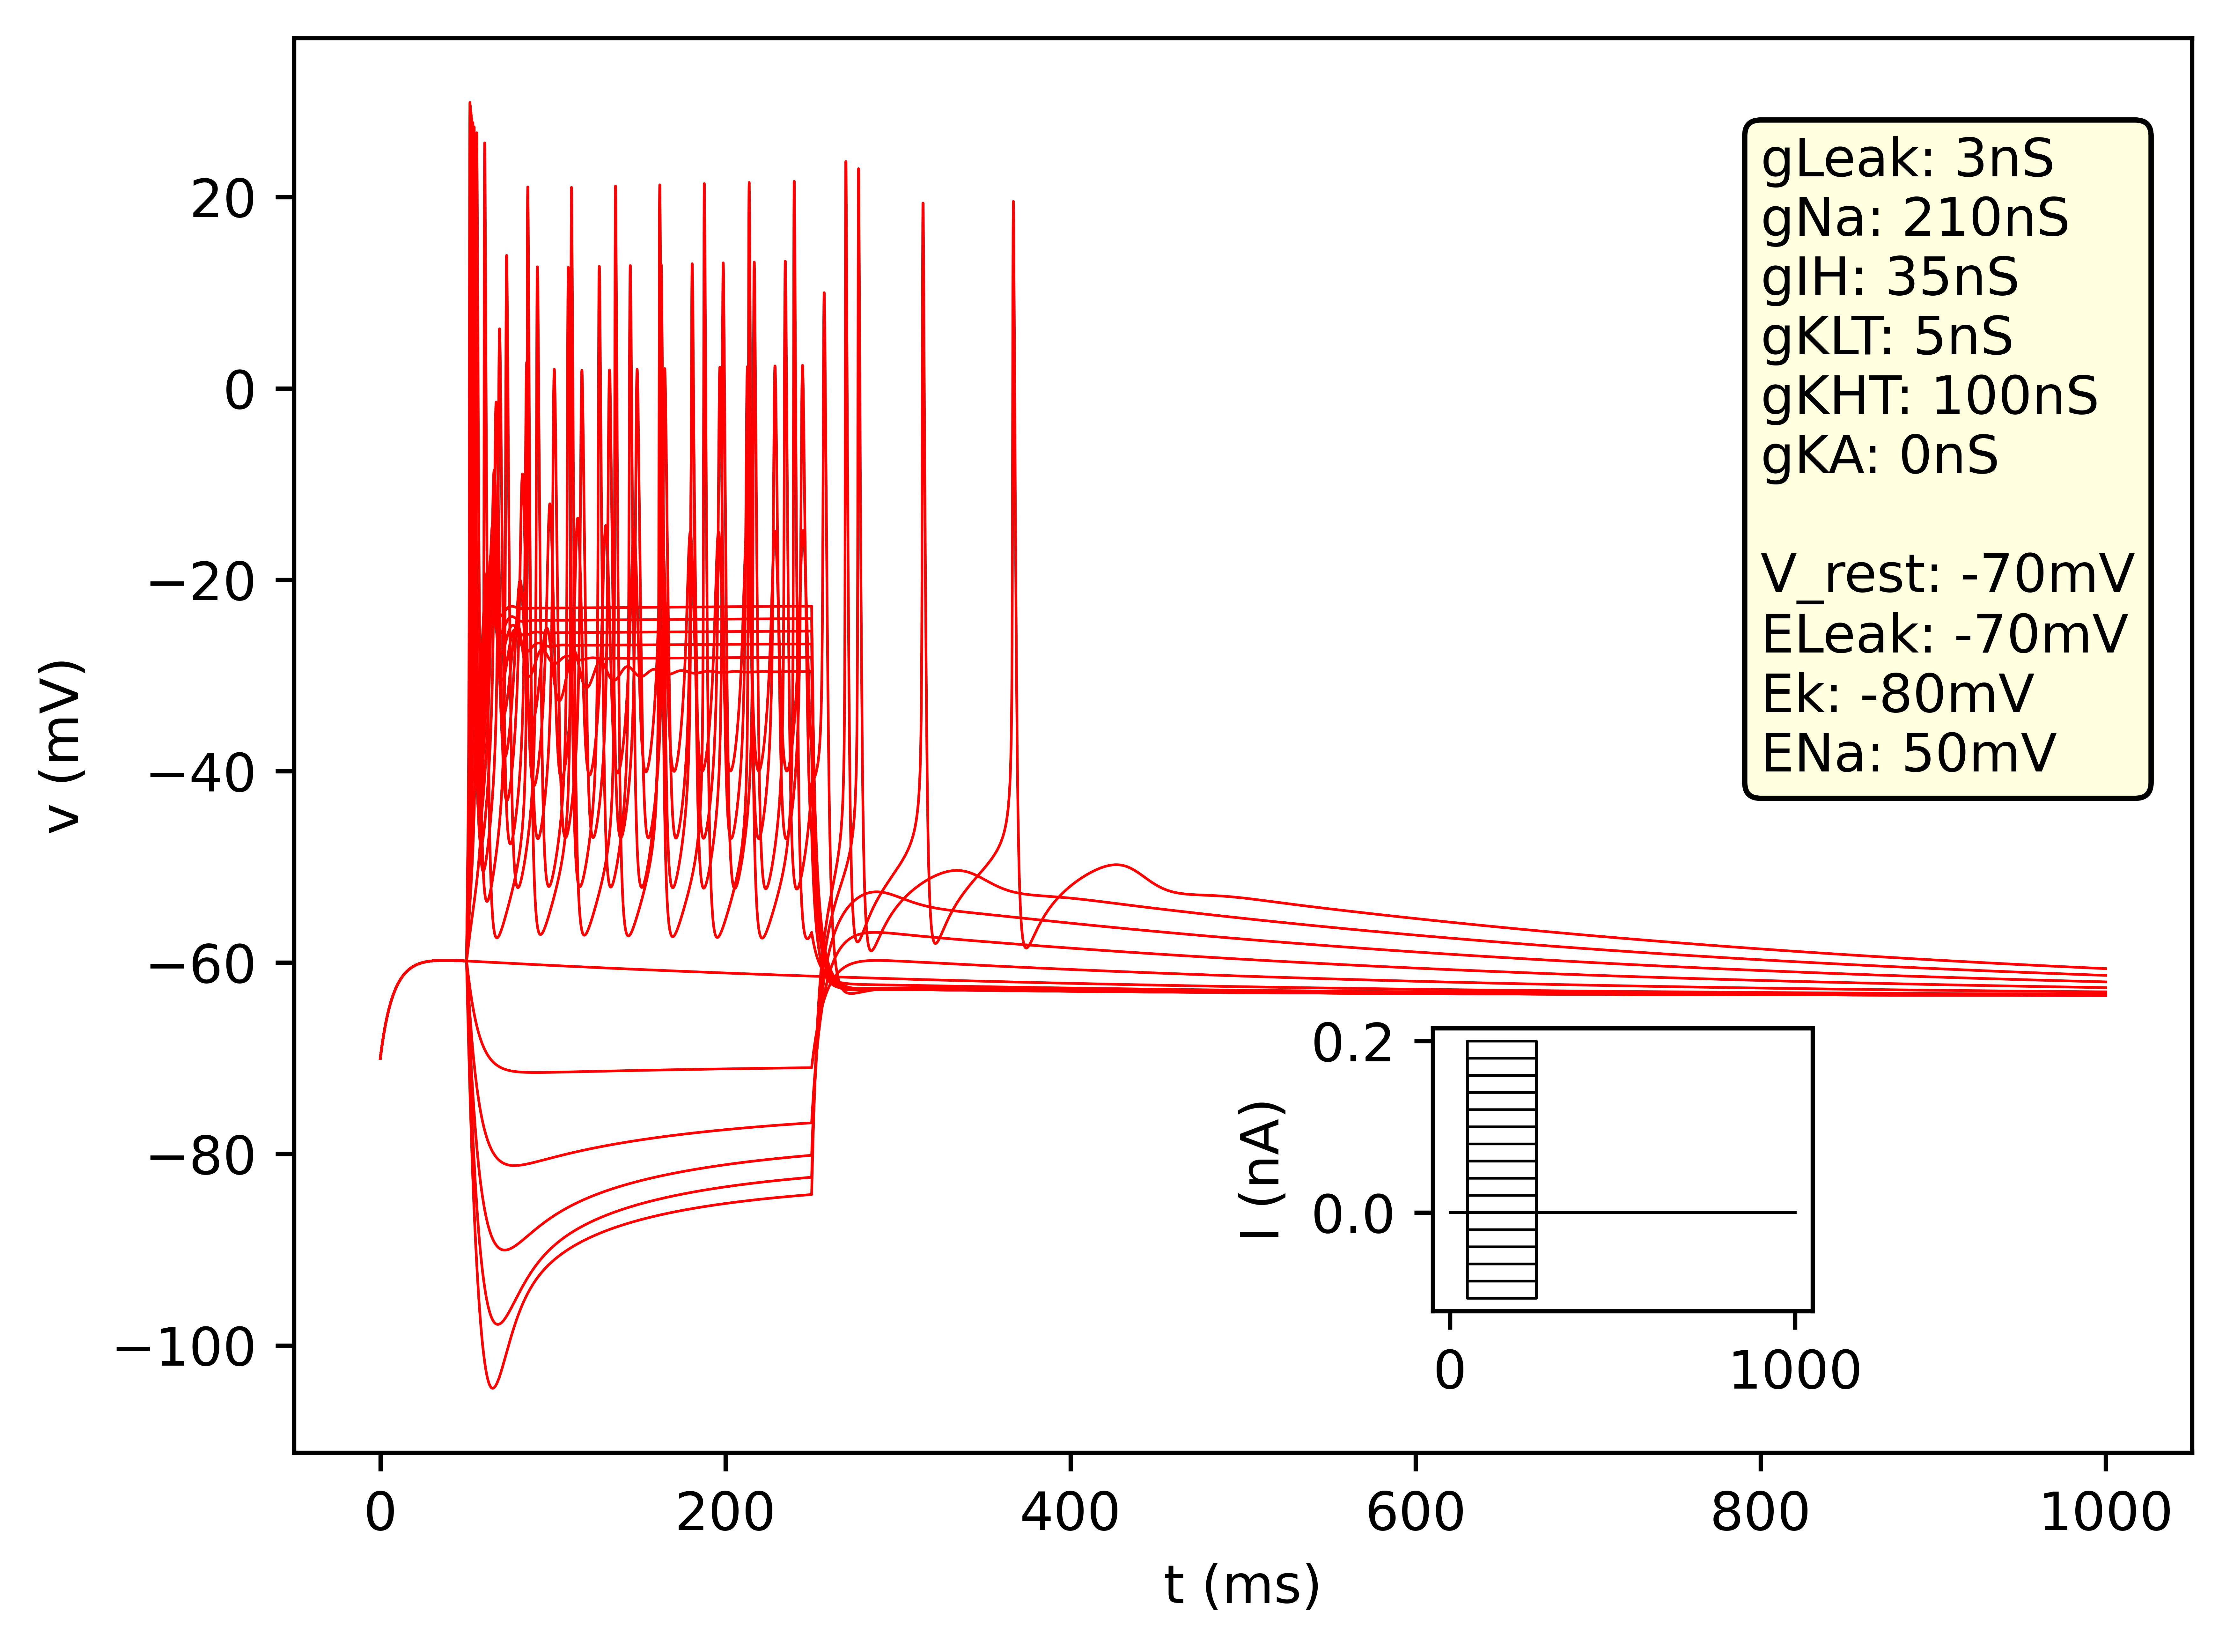 20
0
−20
−40
−60
−80
−100
v (mV)
gLeak: 3nS
gNa: 210nS
gIH: 35nS
gKLT: 5nS
gKHT: 100nS
gKA: 0nS
V_rest: -70mV
ELeak: -70mV
Ek: -80mV
ENa: 50mV
0.2
0.0
I (nA)
0 1000
0 200 400 600 800 1000
t (ms)